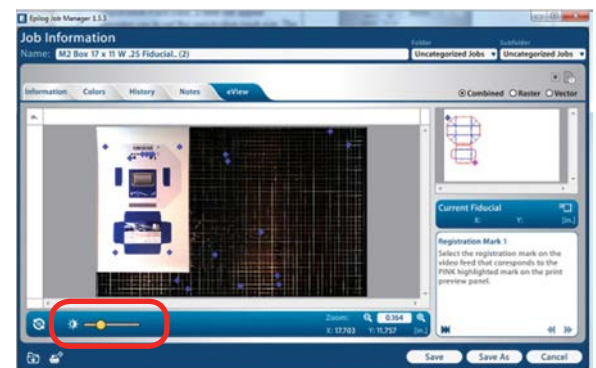 Epilog Job Manager 1.1.1
Job Information
Name: M2 Box 17 x 11 W .25 Fiducial.. (2)
Folder
Uncategorized Jobs
Subfolder
Uncategorized Jobs
Information Colors History Notes eView
Combined Raster Vector
in.
Current Fiducial
X: Y: [in.]
Registration Mark 1
Select the registration mark on the
video feed that corresponds to the
PINK highlighted mark on the print
preview panel.
Zoom: 0.164
X: 17.703 Y: 11.757 [in.]
Save Save As Cancel